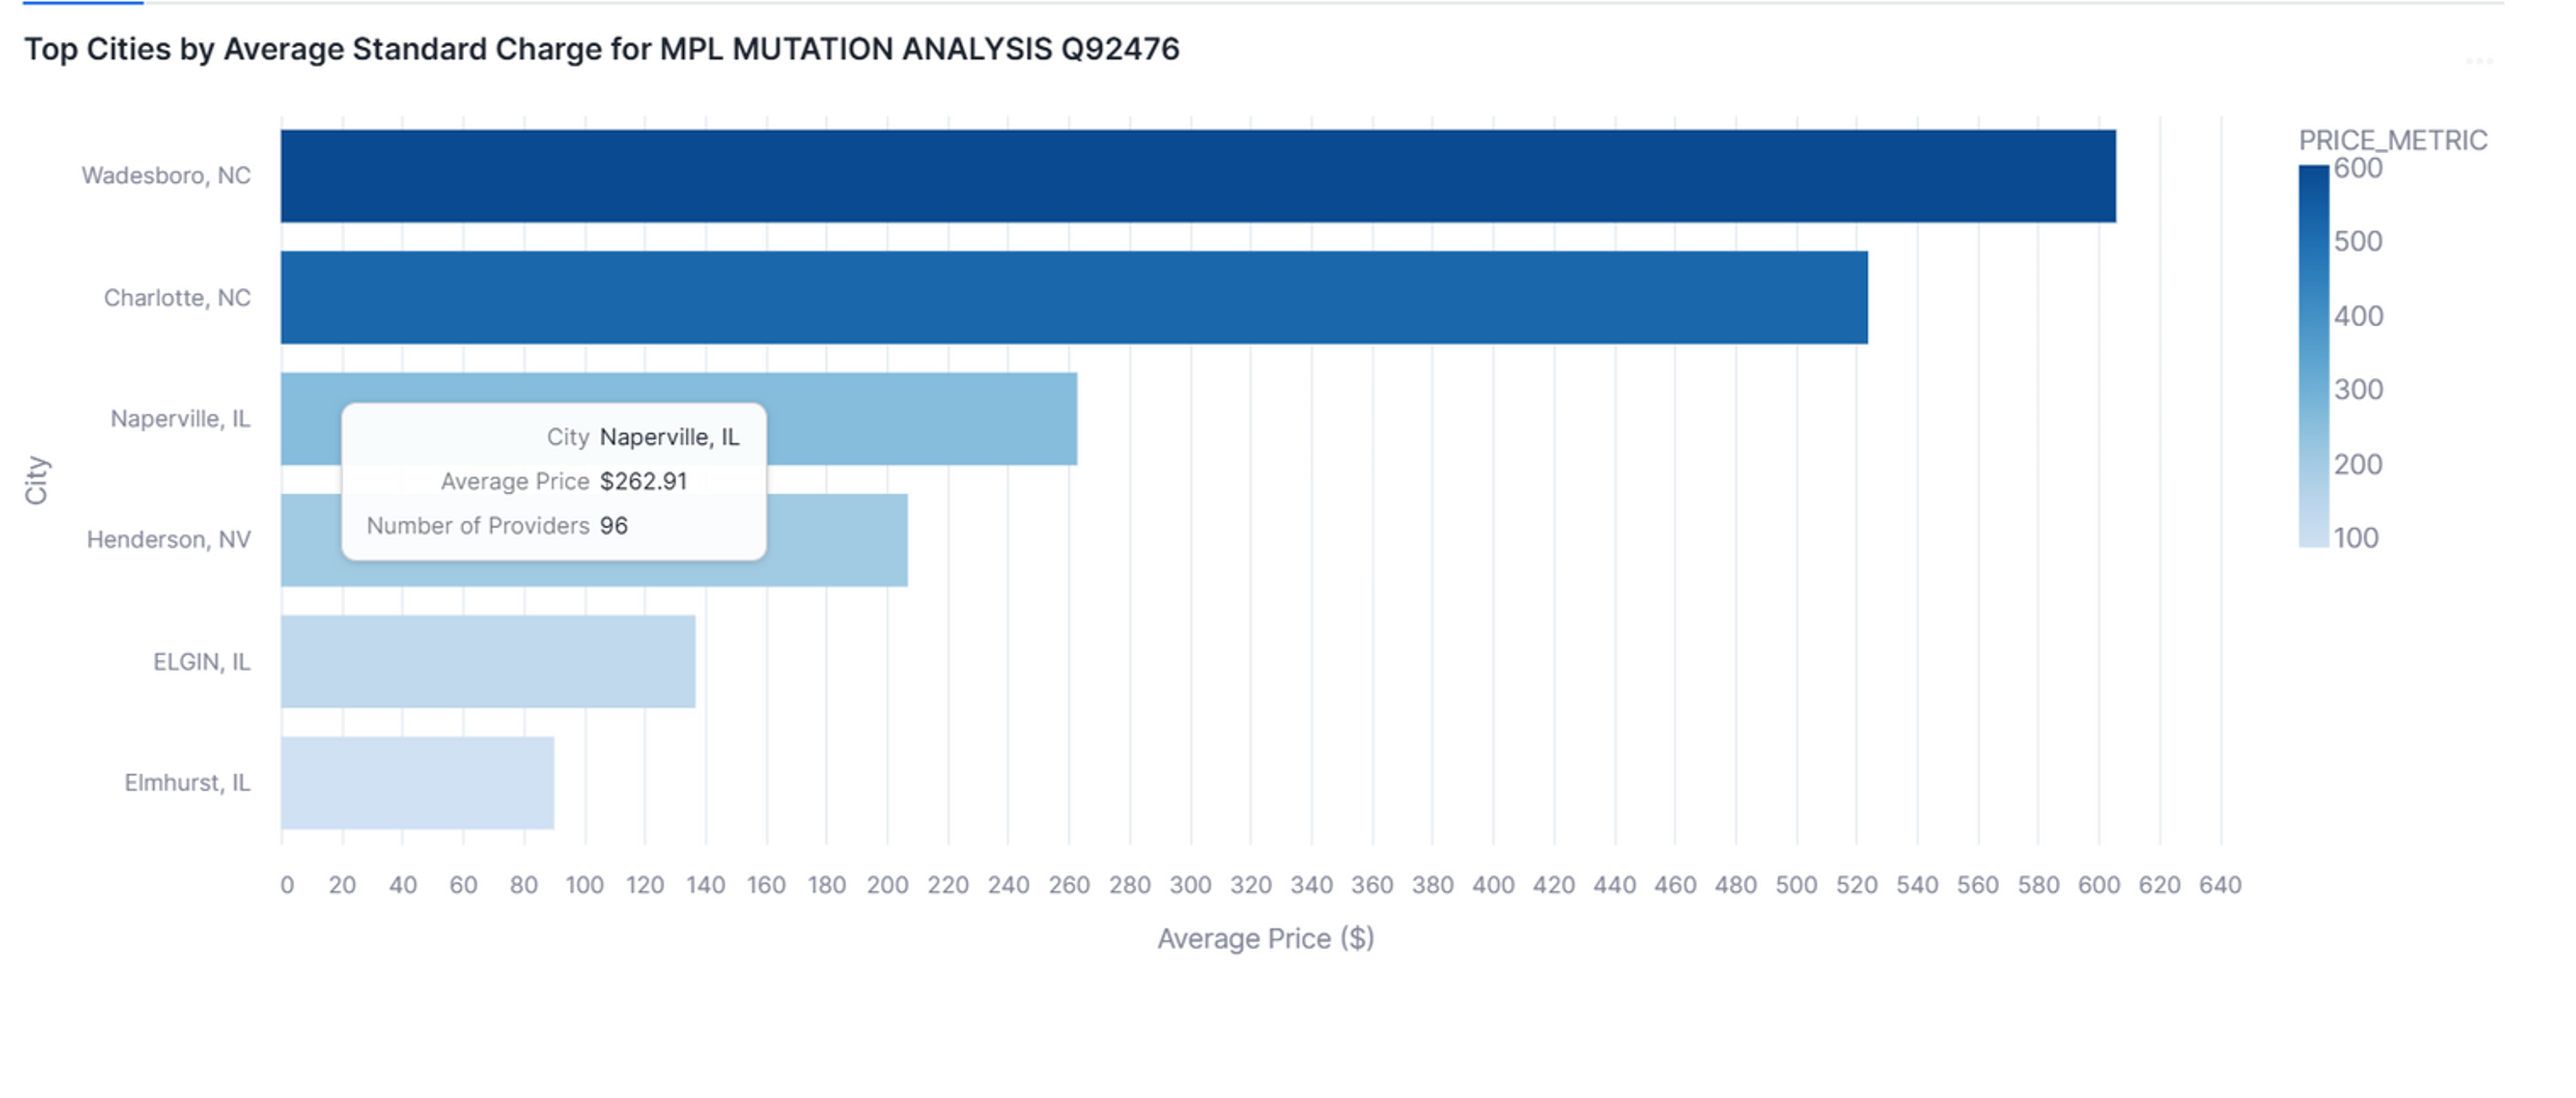 Top Cities by Average Standard Charge for MPL MUTATION ANALYSIS Q92476
PRICE_METRIC
600
500
400
300
200
100
City
Wadesboro, NC
Charlotte, NC
Naperville, IL
Henderson, NV
ELGIN, IL
Elmhurst, IL
City Naperville, IL
Average Price $262.91
Number of Providers 96
0 20 40 60 80 100 120 140 160 180 200 220 240 260 280 300 320 340 360 380 400 420 440 460 480 500 520 540 560 580 600 620 640
Average Price ($)